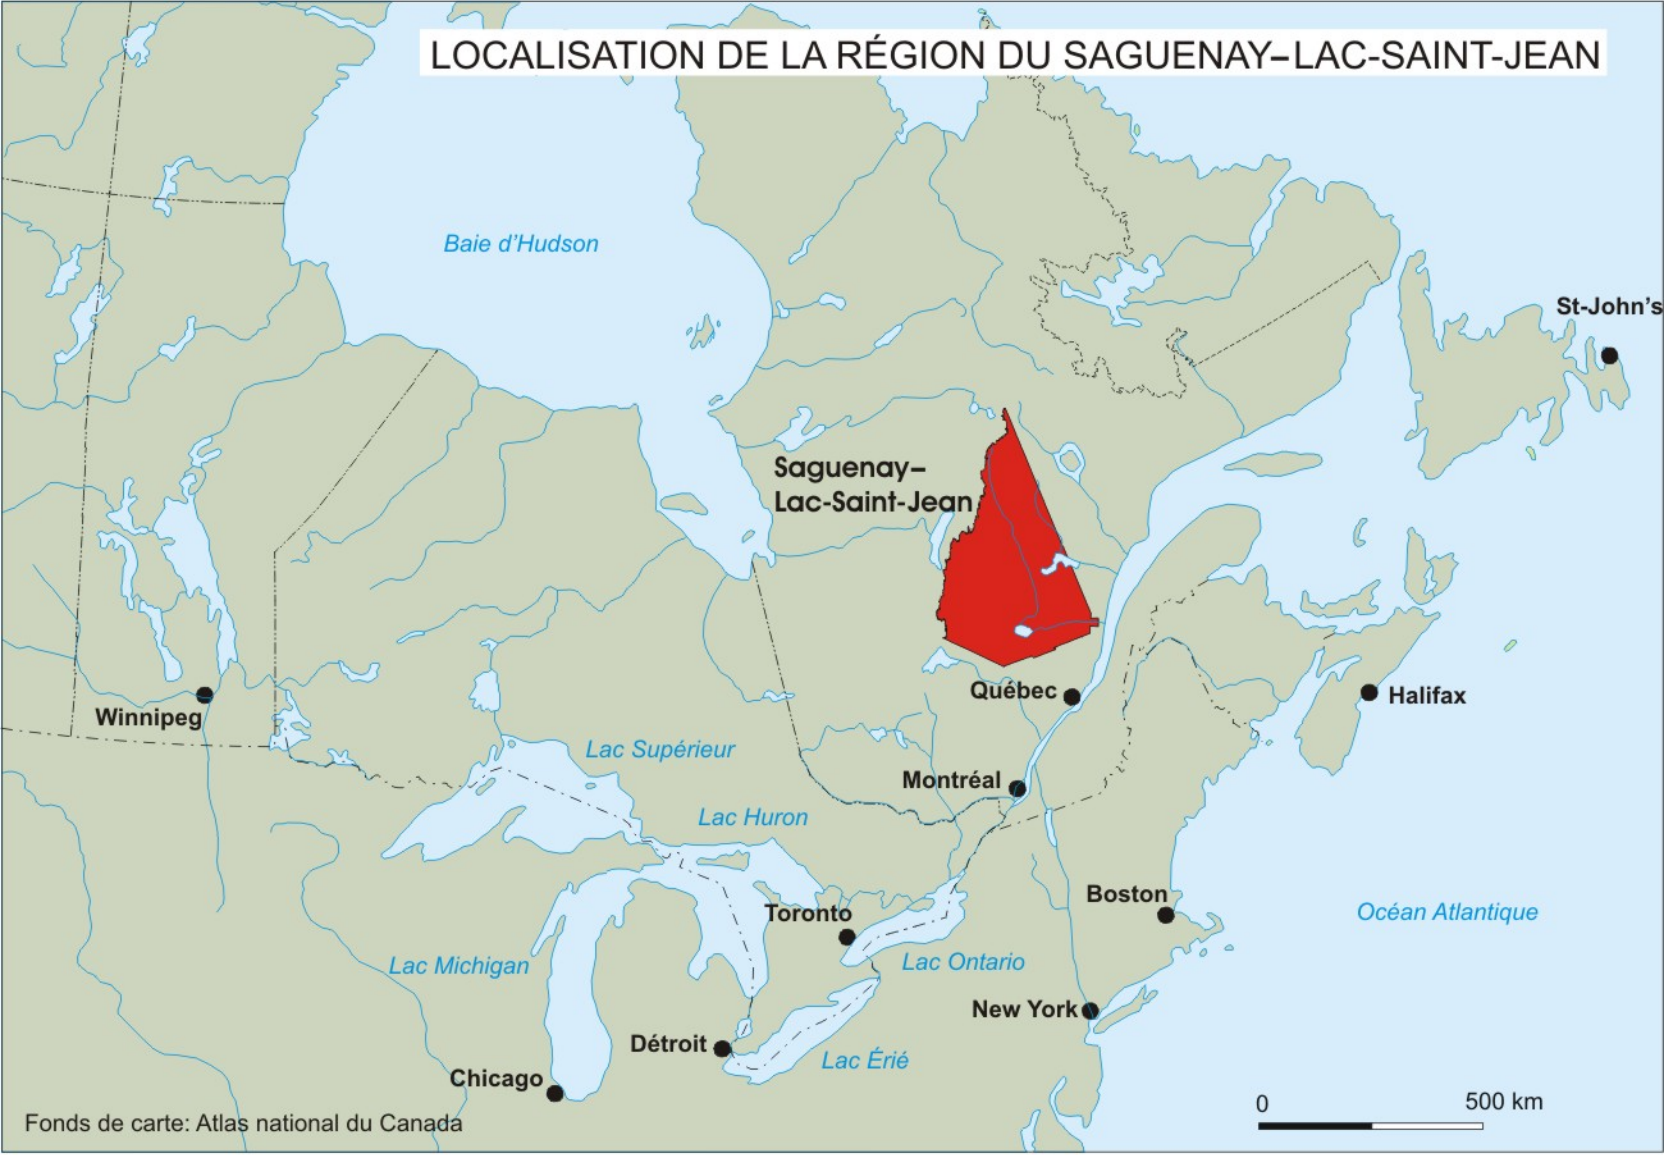 LOCALISATION DE LA RÉGION DU SAGUENAY–LAC-SAINT-JEAN
Baie d'Hudson
St-John's
Saguenay–
Lac-Saint-Jean
Québec
Halifax
Winnipeg
Lac Supérieur
Montréal
Lac Huron
Boston
Toronto
Océan Atlantique
Lac Michigan
Lac Ontario
New York
Détroit
Lac Érié
Chicago
0 500 km
Fonds de carte: Atlas national du Canada